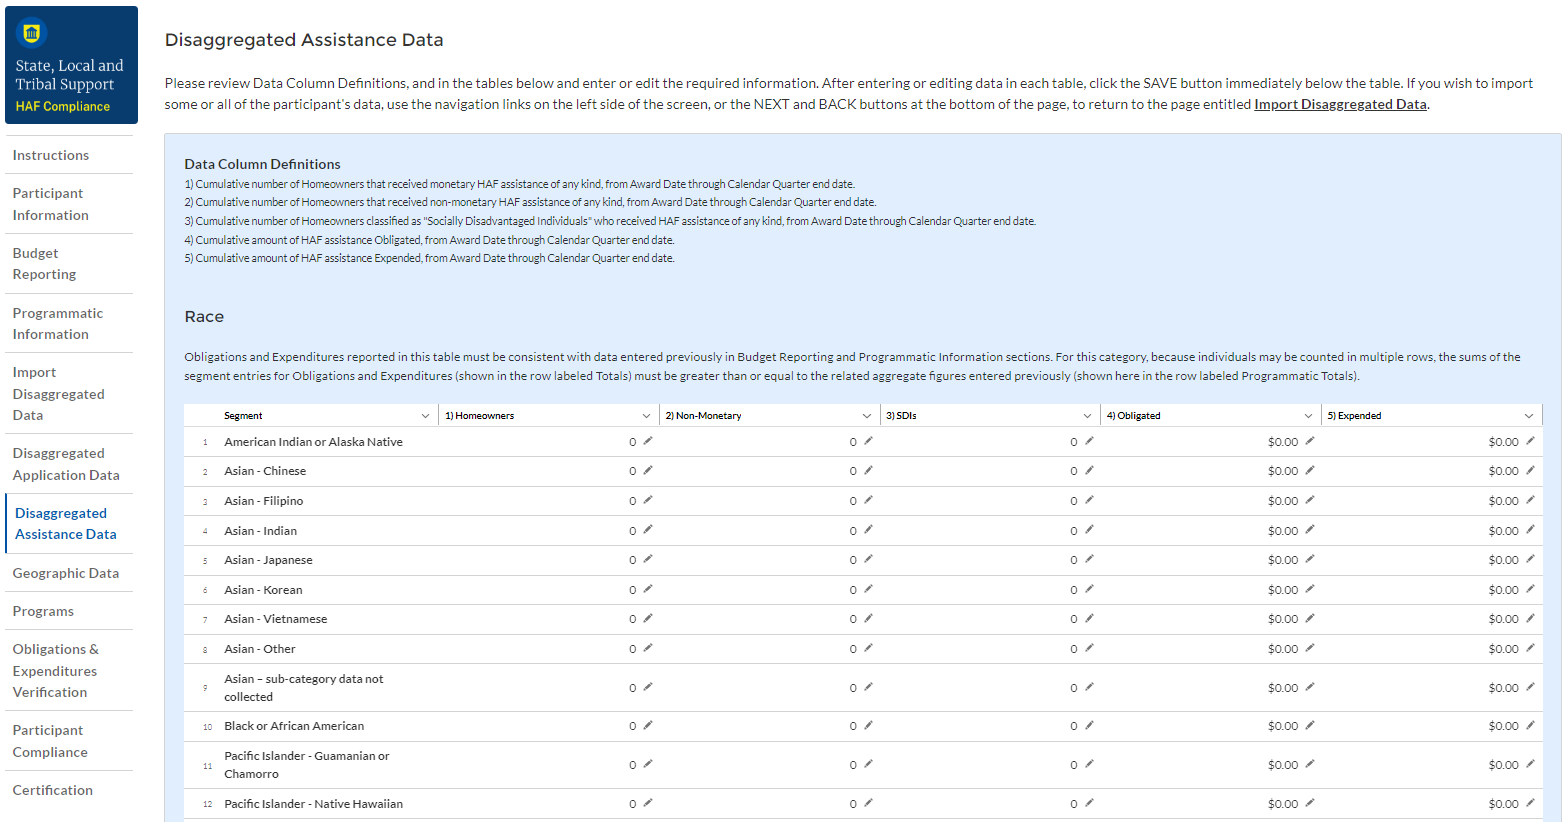 State, Local and
Tribal Support
HAF Compliance
Instructions
Participant
Information
Budget
Reporting
Programmatic
Information
Import
Disaggregated
Data
Disaggregated
Application Data
Disaggregated
Assistance Data
Geographic Data
Programs
Obligations &
Expenditures
Verification
Participant
Compliance
Certification
Disaggregated Assistance Data
Please review Data Column Definitions, and in the tables below and enter or edit the required information. After entering or editing data in each table, click the SAVE button immediately below the table. If you wish to import
some or all of the participant's data, use the navigation links on the left side of the screen, or the NEXT and BACK buttons at the bottom of the page, to return to the page entitled Import Disaggregated Data.
Data Column Definitions
1) Cumulative number of Homeowners that received monetary HAF assistance of any kind, from Award Date through Calendar Quarter end date.
2) Cumulative number of Homeowners that received non-monetary HAF assistance of any kind, from Award Date through Calendar Quarter end date.
3) Cumulative number of Homeowners classified as "Socially Disadvantaged Individuals" who received HAF assistance of any kind, from Award Date through Calendar Quarter end date.
4) Cumulative amount of HAF assistance Obligated, from Award Date through Calendar Quarter end date.
5) Cumulative amount of HAF assistance Expended, from Award Date through Calendar Quarter end date.
Race
Obligations and Expenditures reported in this table must be consistent with data entered previously in Budget Reporting and Programmatic Information sections. For this category, because individuals may be counted in multiple rows, the sums of the
segment entries for Obligations and Expenditures (shown in the row labeled Totals) must be greater than or equal to the related aggregate figures entered previously (shown here in the row labeled Programmatic Totals).
Segment 1) Homeowners 2) Non-Monetary 3) SDIs 4) Obligated 5) Expended
1 American Indian or Alaska Native 0 0 0 $0.00 $0.00
2 Asian - Chinese 0 0 0 $0.00 $0.00
3 Asian - Filipino 0 0 0 $0.00 $0.00
4 Asian - Indian 0 0 0 $0.00 $0.00
5 Asian - Japanese 0 0 0 $0.00 $0.00
6 Asian - Korean 0 0 0 $0.00 $0.00
7 Asian - Vietnamese 0 0 0 $0.00 $0.00
8 Asian - Other 0 0 0 $0.00 $0.00
9 Asian – sub-category data not
collected 0 0 0 $0.00 $0.00
10 Black or African American 0 0 0 $0.00 $0.00
11 Pacific Islander - Guamanian or
Chamorro 0 0 0 $0.00 $0.00
12 Pacific Islander - Native Hawaiian 0 0 0 $0.00 $0.00